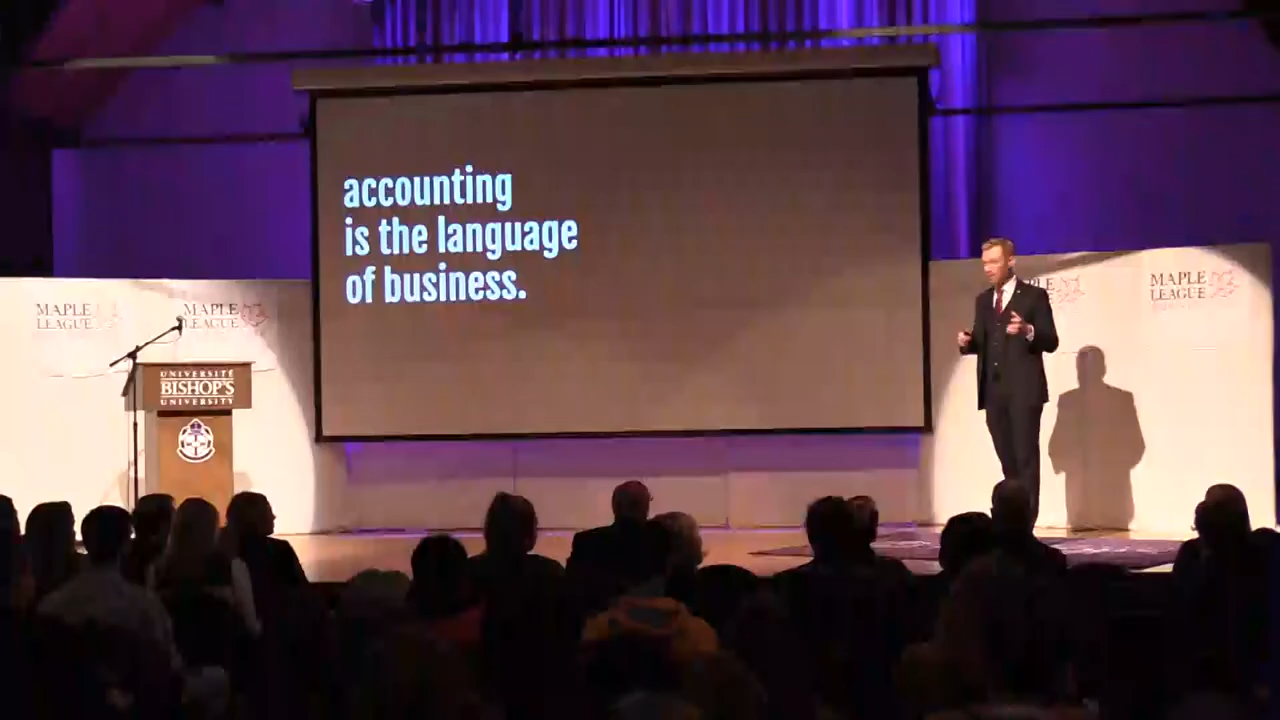 accounting
is the language
of business.
MAPLE
LEAGUE
MAPLE
LEAGUE
MAPLE
LEAGUE
UNIVERSITÉ
BISHOP'S
UNIVERSITY